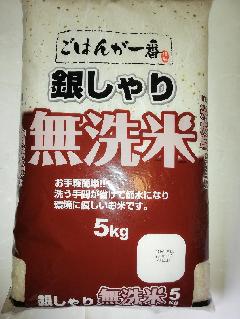 ごはんが一番
銀しゃり
無洗米
お手軽簡単!!
洗う手間が省けて節水になり
環境に優しいお米です。
5kg
銀しゃり 無洗米 5kg